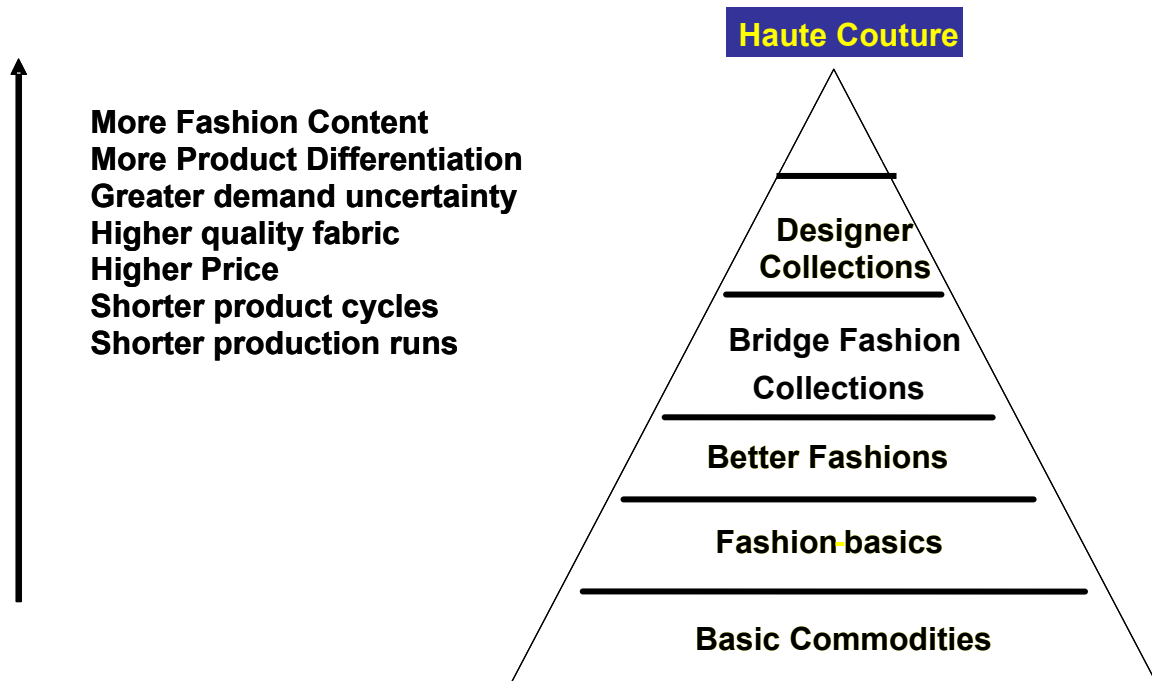 Haute Couture
More Fashion Content
More Product Differentiation
Greater demand uncertainty
Higher quality fabric
Higher Price
Shorter product cycles
Shorter production runs
Designer
Collections
Bridge Fashion
Collections
Better Fashions
Fashion-basics
Basic Commodities